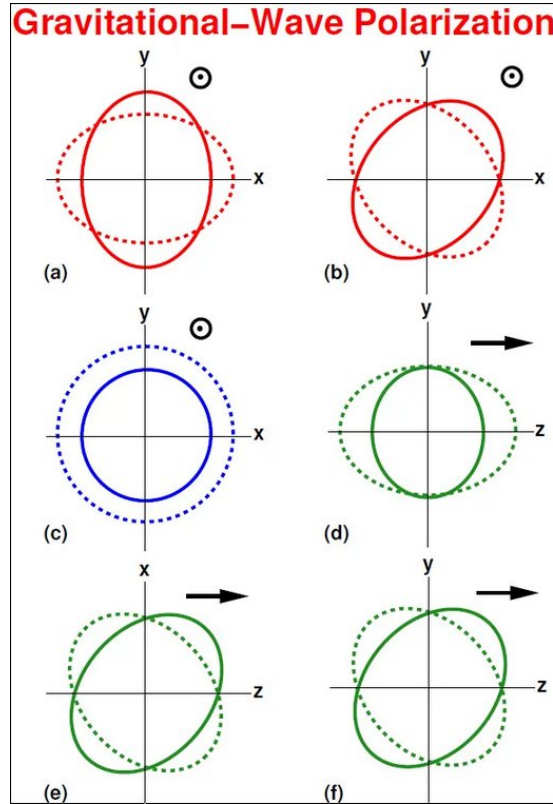 Gravitational–Wave Polarization
y
x
(a)
y
x
(b)
y
x
(c)
y
z
(d)
x
z
(e)
y
z
(f)